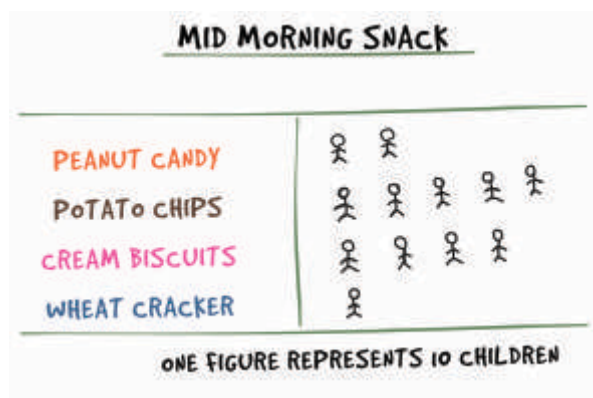 MID MORNING SNACK
PEANUT CANDY
POTATO CHIPS
CREAM BISCUITS
WHEAT CRACKER
ONE FIGURE REPRESENTS 10 CHILDREN